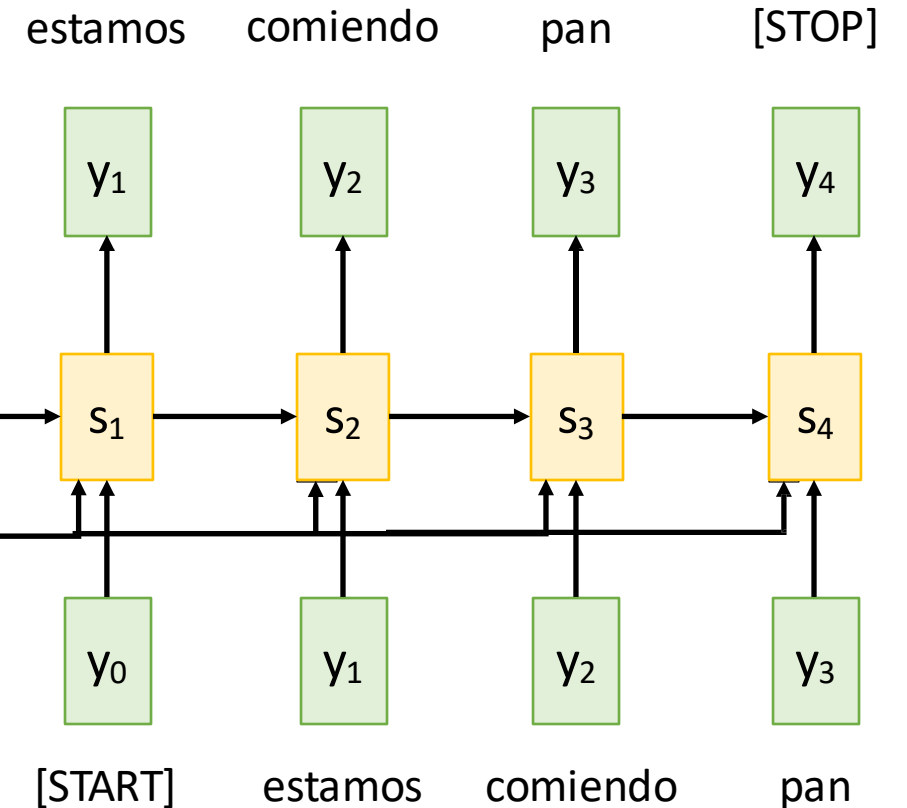 estamos comiendo pan [STOP]
y₁ y₂ y₃ y₄
s₁ s₂ s₃ s₄
y₀ y₁ y₂ y₃
[START] estamos comiendo pan